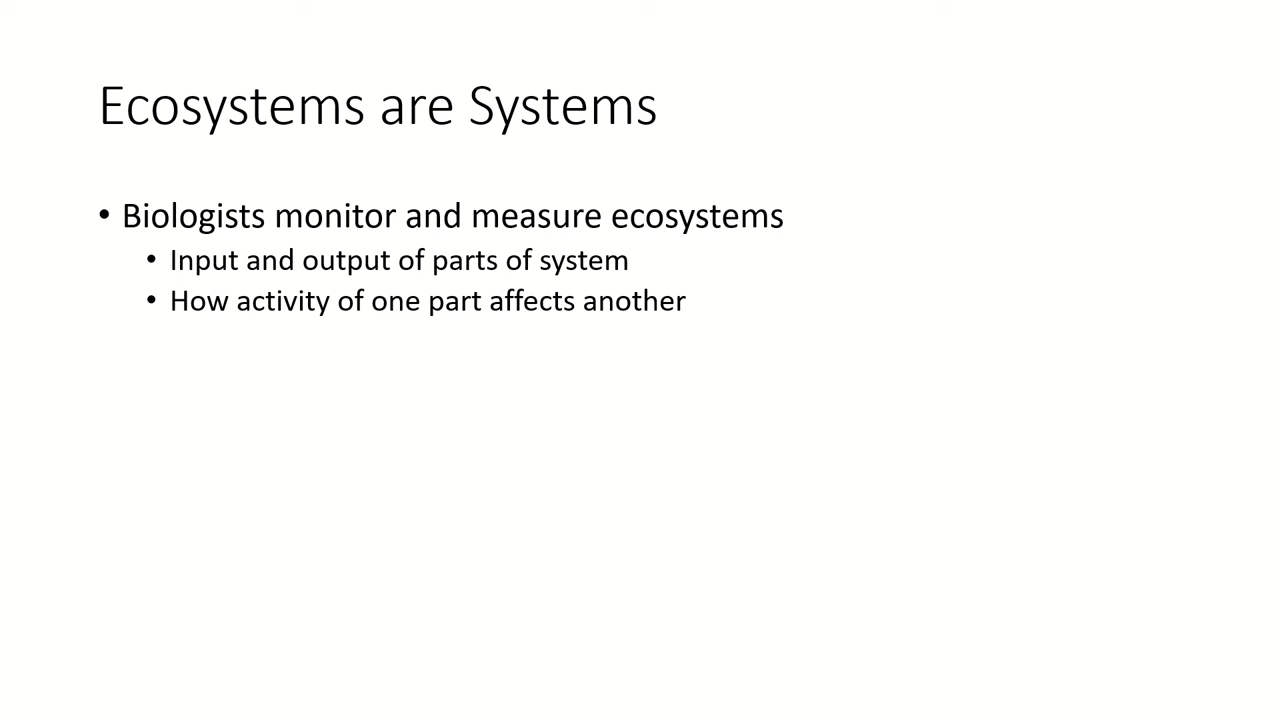 Ecosystems are Systems
• Biologists monitor and measure ecosystems
• Input and output of parts of system
• How activity of one part affects another